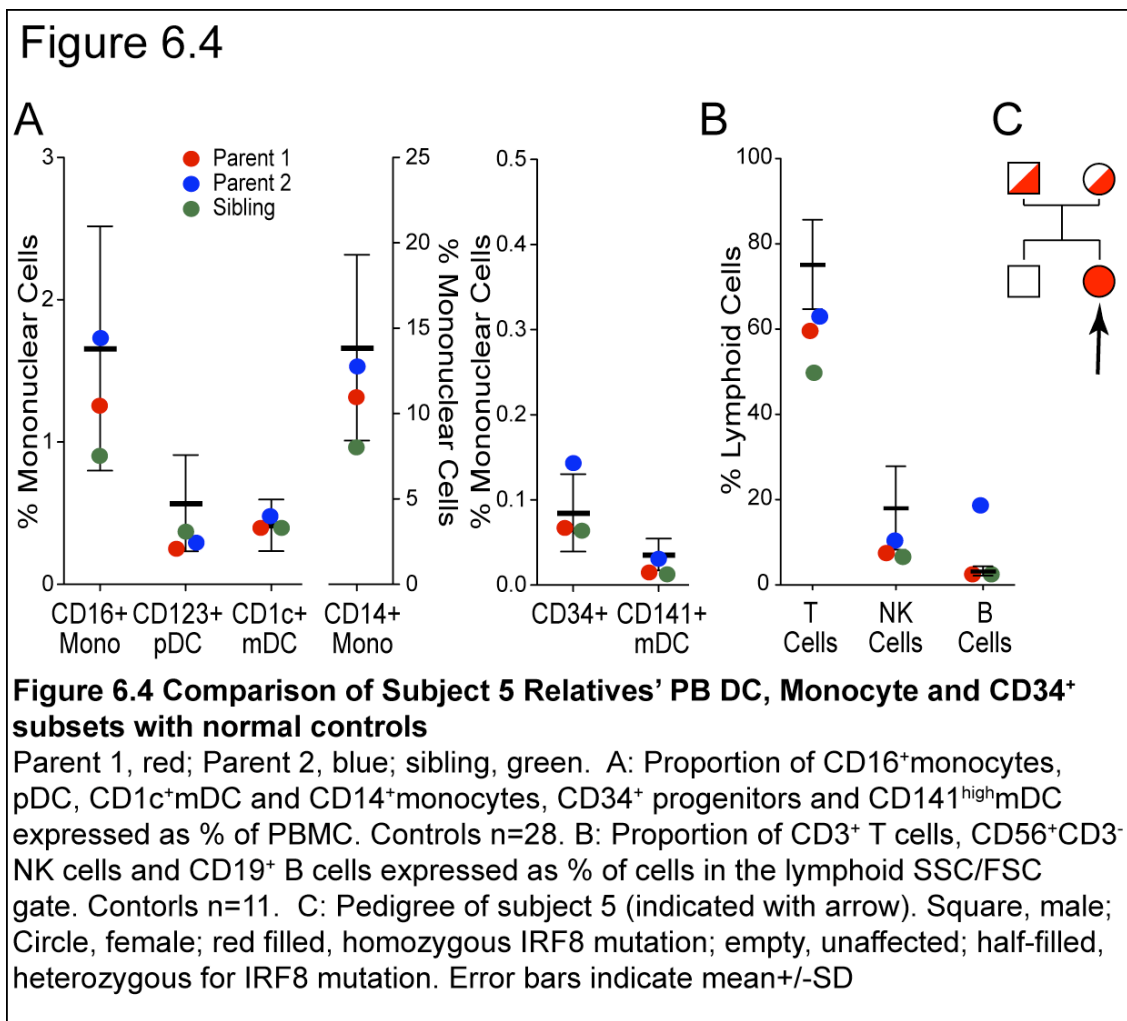 Figure 6.4
A
B
C
Parent 1
Parent 2
Sibling
3
2
1
0
% Mononuclear Cells
25
20
15
10
5
0
% Mononuclear Cells
CD16+
Mono
CD123+
pDC
CD1c+
mDC
CD14+
Mono
0.5
0.4
0.3
0.2
0.1
0.0
% Mononuclear Cells
CD34+
CD141+
mDC
100
80
60
40
20
0
% Lymphoid Cells
T
Cells
NK
Cells
B
Cells
Figure 6.4 Comparison of Subject 5 Relatives’ PB DC, Monocyte and CD34⁺
subsets with normal controls
Parent 1, red; Parent 2, blue; sibling, green. A: Proportion of CD16⁺monocytes,
pDC, CD1c⁺mDC and CD14⁺monocytes, CD34⁺ progenitors and CD141ʰⁱᵍʰmDC
expressed as % of PBMC. Controls n=28. B: Proportion of CD3⁺ T cells, CD56⁺CD3⁻
NK cells and CD19⁺ B cells expressed as % of cells in the lymphoid SSC/FSC
gate. Contorls n=11. C: Pedigree of subject 5 (indicated with arrow). Square, male;
Circle, female; red filled, homozygous IRF8 mutation; empty, unaffected; half-filled,
heterozygous for IRF8 mutation. Error bars indicate mean+/-SD